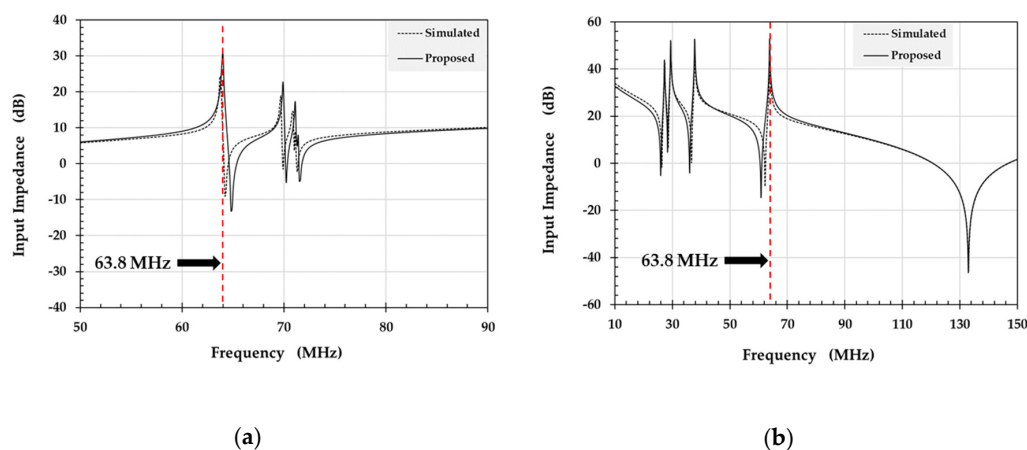 40
30
20
10
0
-10
-20
-30
-40
Input Impedance (dB)
Simulated
Proposed
63.8 MHz
50 60 70 80 90
Frequency (MHz)
(a)
60
40
20
0
-20
-40
-60
Input Impedance (dB)
Simulated
Proposed
63.8 MHz
10 30 50 70 90 110 130 150
Frequency (MHz)
(b)